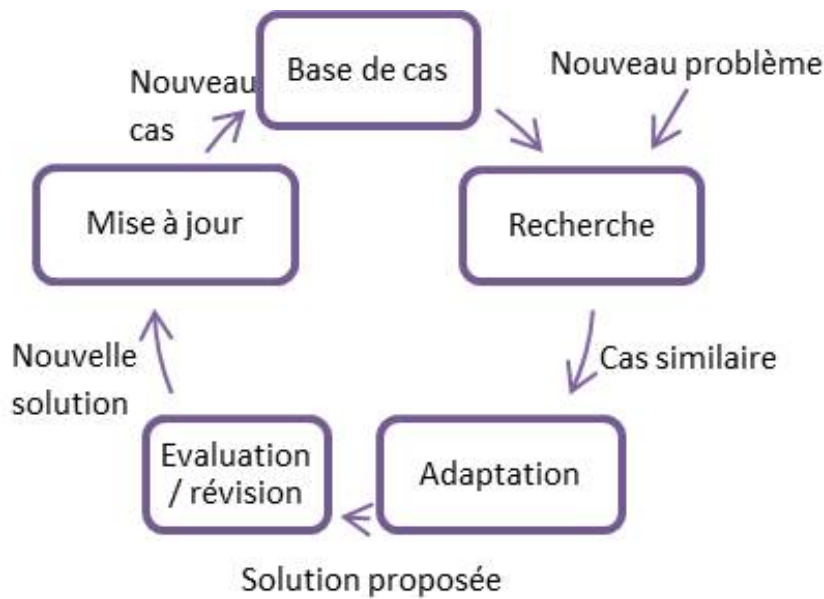 Base de cas
Nouveau problème
Nouveau
cas
Mise à jour
Recherche
Nouvelle
solution
Cas similaire
Evaluation
/ révision
Adaptation
Solution proposée